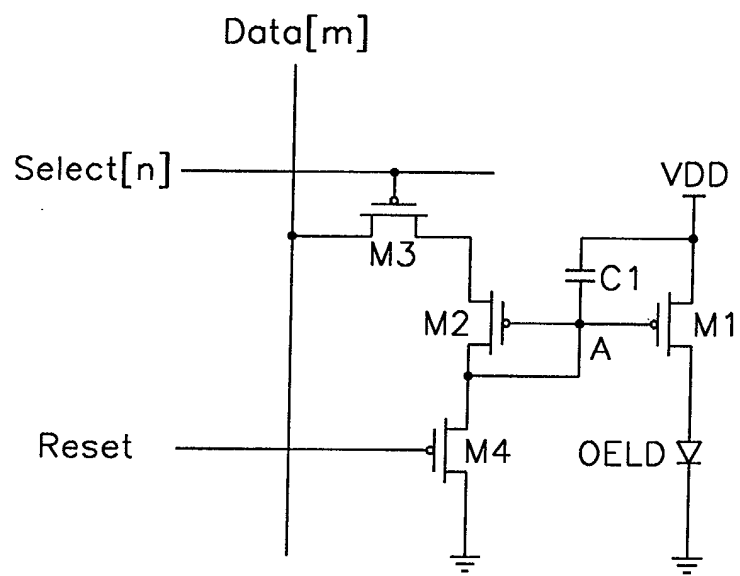 Data[m]
Select[n]
VDD
M3
C1
M2
M1
A
Reset
M4
OELD